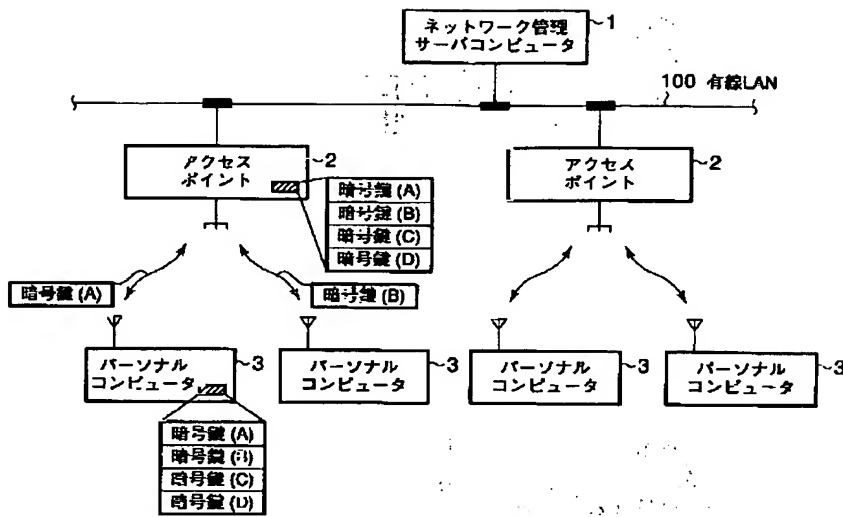 ネットワーク管理
サーバコンピュータ
1
100 有線LAN
アクセス
ポイント
2
暗号鍵 (A)
暗号鍵 (B)
暗号鍵 (C)
暗号鍵 (D)
アクセス
ポイント
2
暗号鍵 (A)
暗号鍵 (B)
パーソナル
コンピュータ
3
パーソナル
コンピュータ
3
パーソナル
コンピュータ
3
パーソナル
コンピュータ
3
暗号鍵 (A)
暗号鍵 (B)
暗号鍵 (C)
暗号鍵 (D)